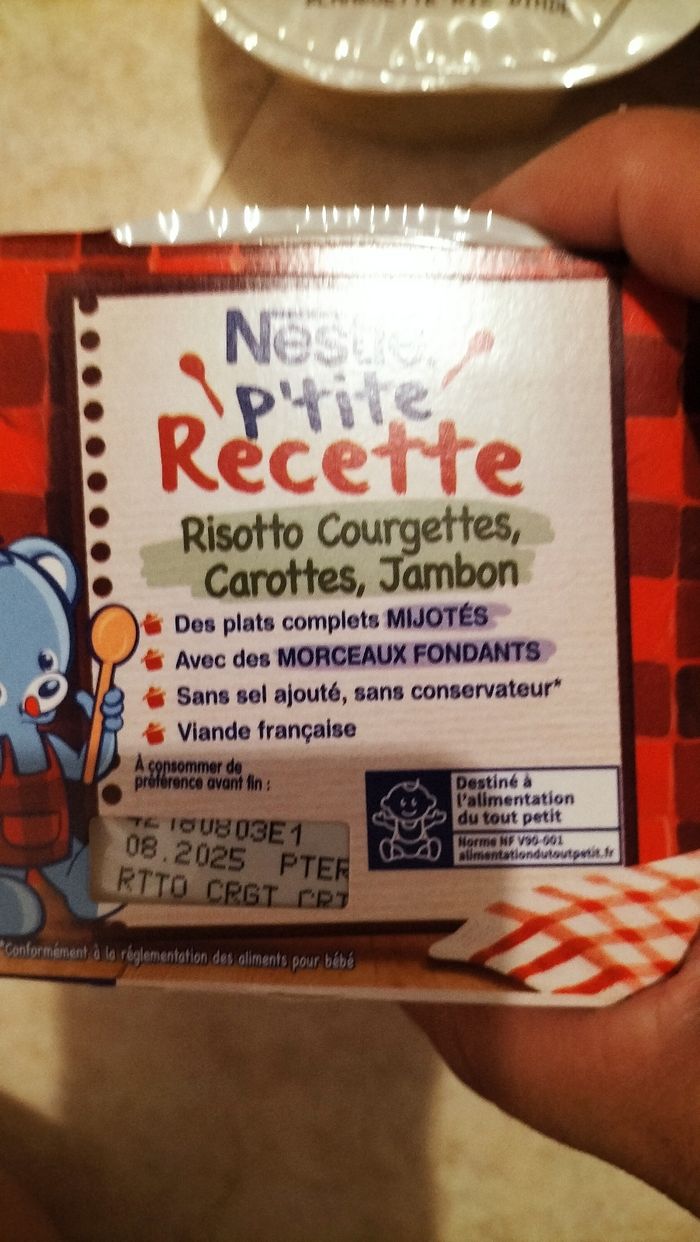 Nestlé
p'tite
Recette
Risotto Courgettes,
Carottes, Jambon
Des plats complets MIJOTÉS
Avec des MORCEAUX FONDANTS
Sans sel ajouté, sans conservateur*
Viande française
À consommer de
préférence avant fin :
08.2025 PTER
RTTO CRGT CRT
Destiné à
l'alimentation
du tout petit
Norme NF V90-001
alimentationdutoutpetit.fr
*Conformément à la réglementation des aliments pour bébé